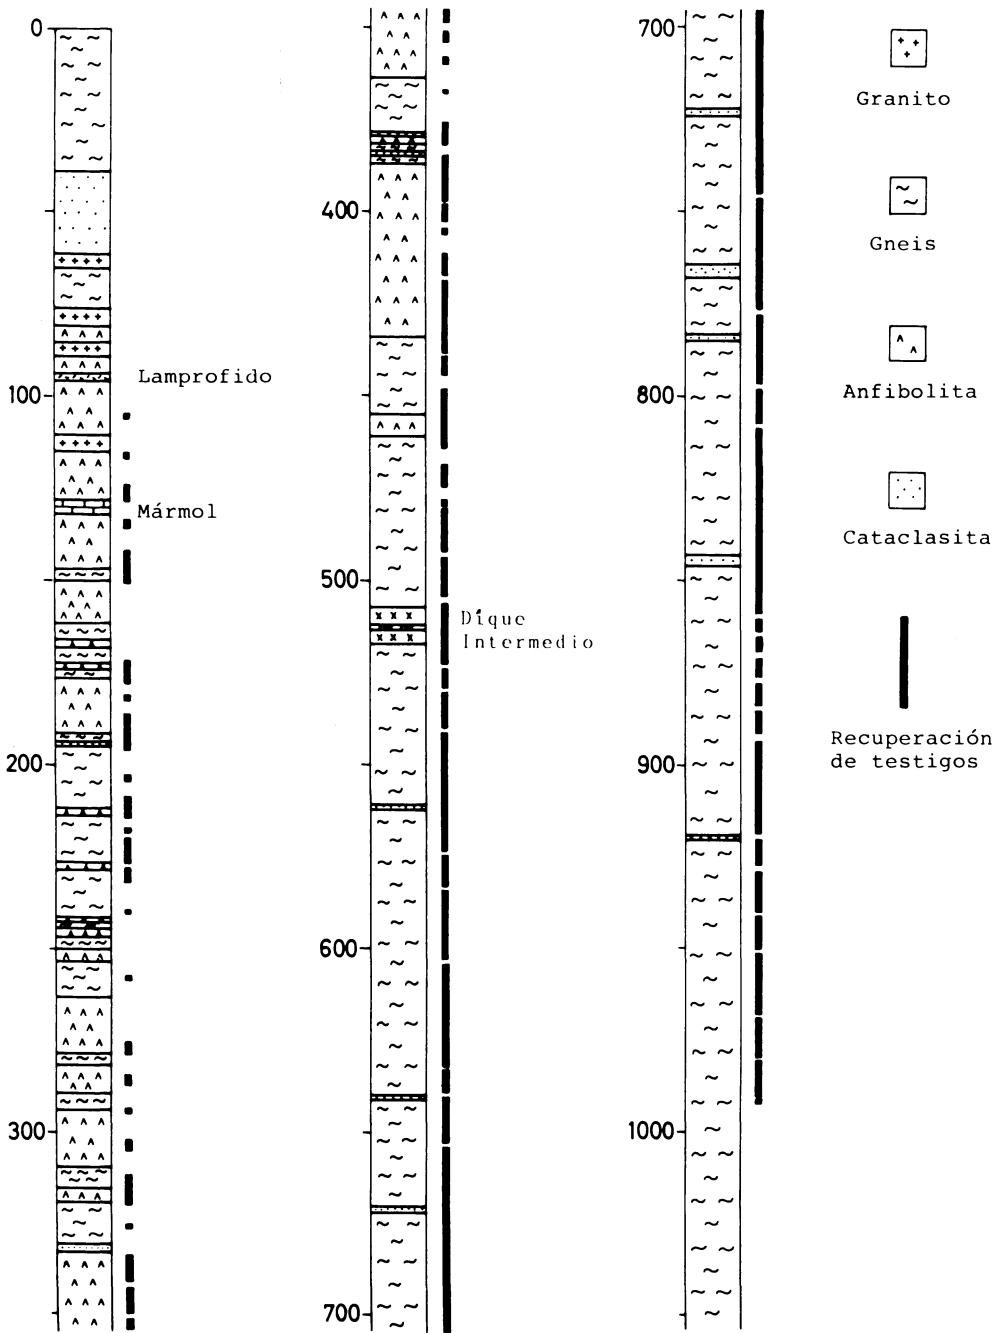 0
100
200
300
Lamprofido
Mármol
400
500
600
700
Dique
Intermedio
700
800
900
1000
Granito
Gneis
Anfibolita
Cataclasita
Recuperación
de testigos